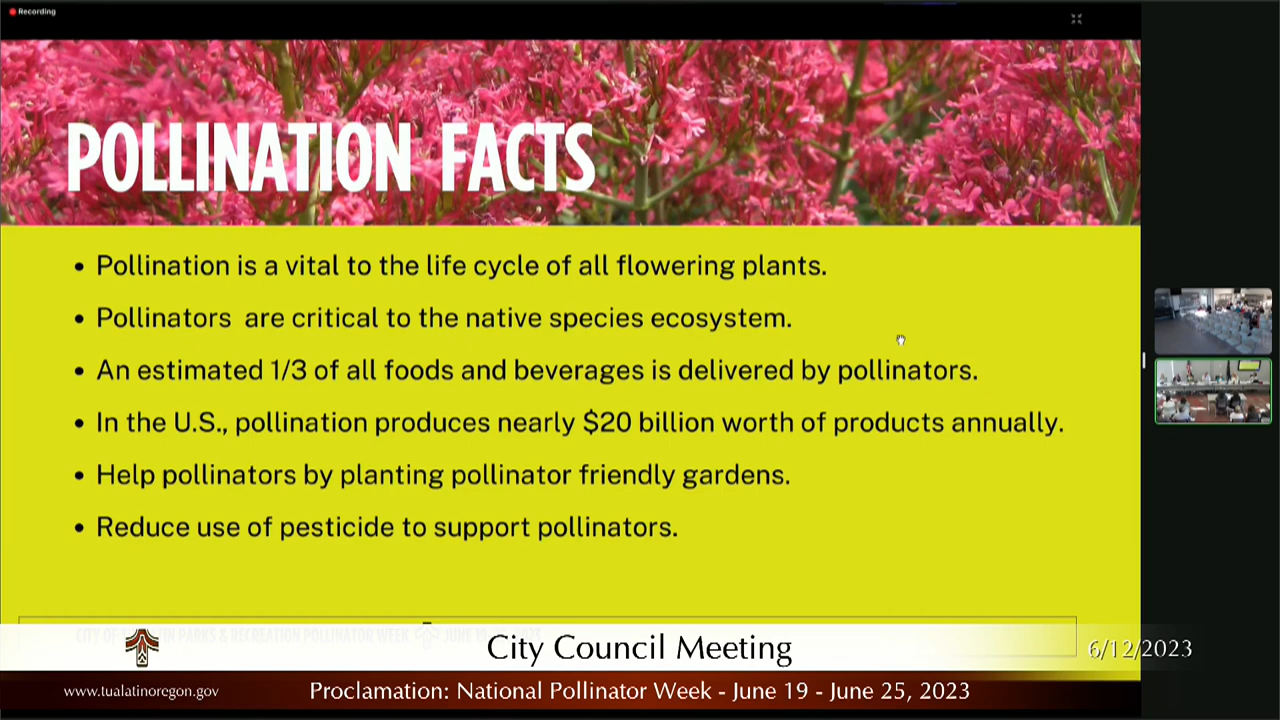 Recording
POLLINATION FACTS
• Pollination is a vital to the life cycle of all flowering plants.
• Pollinators are critical to the native species ecosystem.
• An estimated 1/3 of all foods and beverages is delivered by pollinators.
• In the U.S., pollination produces nearly $20 billion worth of products annually.
• Help pollinators by planting pollinator friendly gardens.
• Reduce use of pesticide to support pollinators.
City Council Meeting
6/12/2023
www.tualatinoregon.gov
Proclamation: National Pollinator Week - June 19 - June 25, 2023